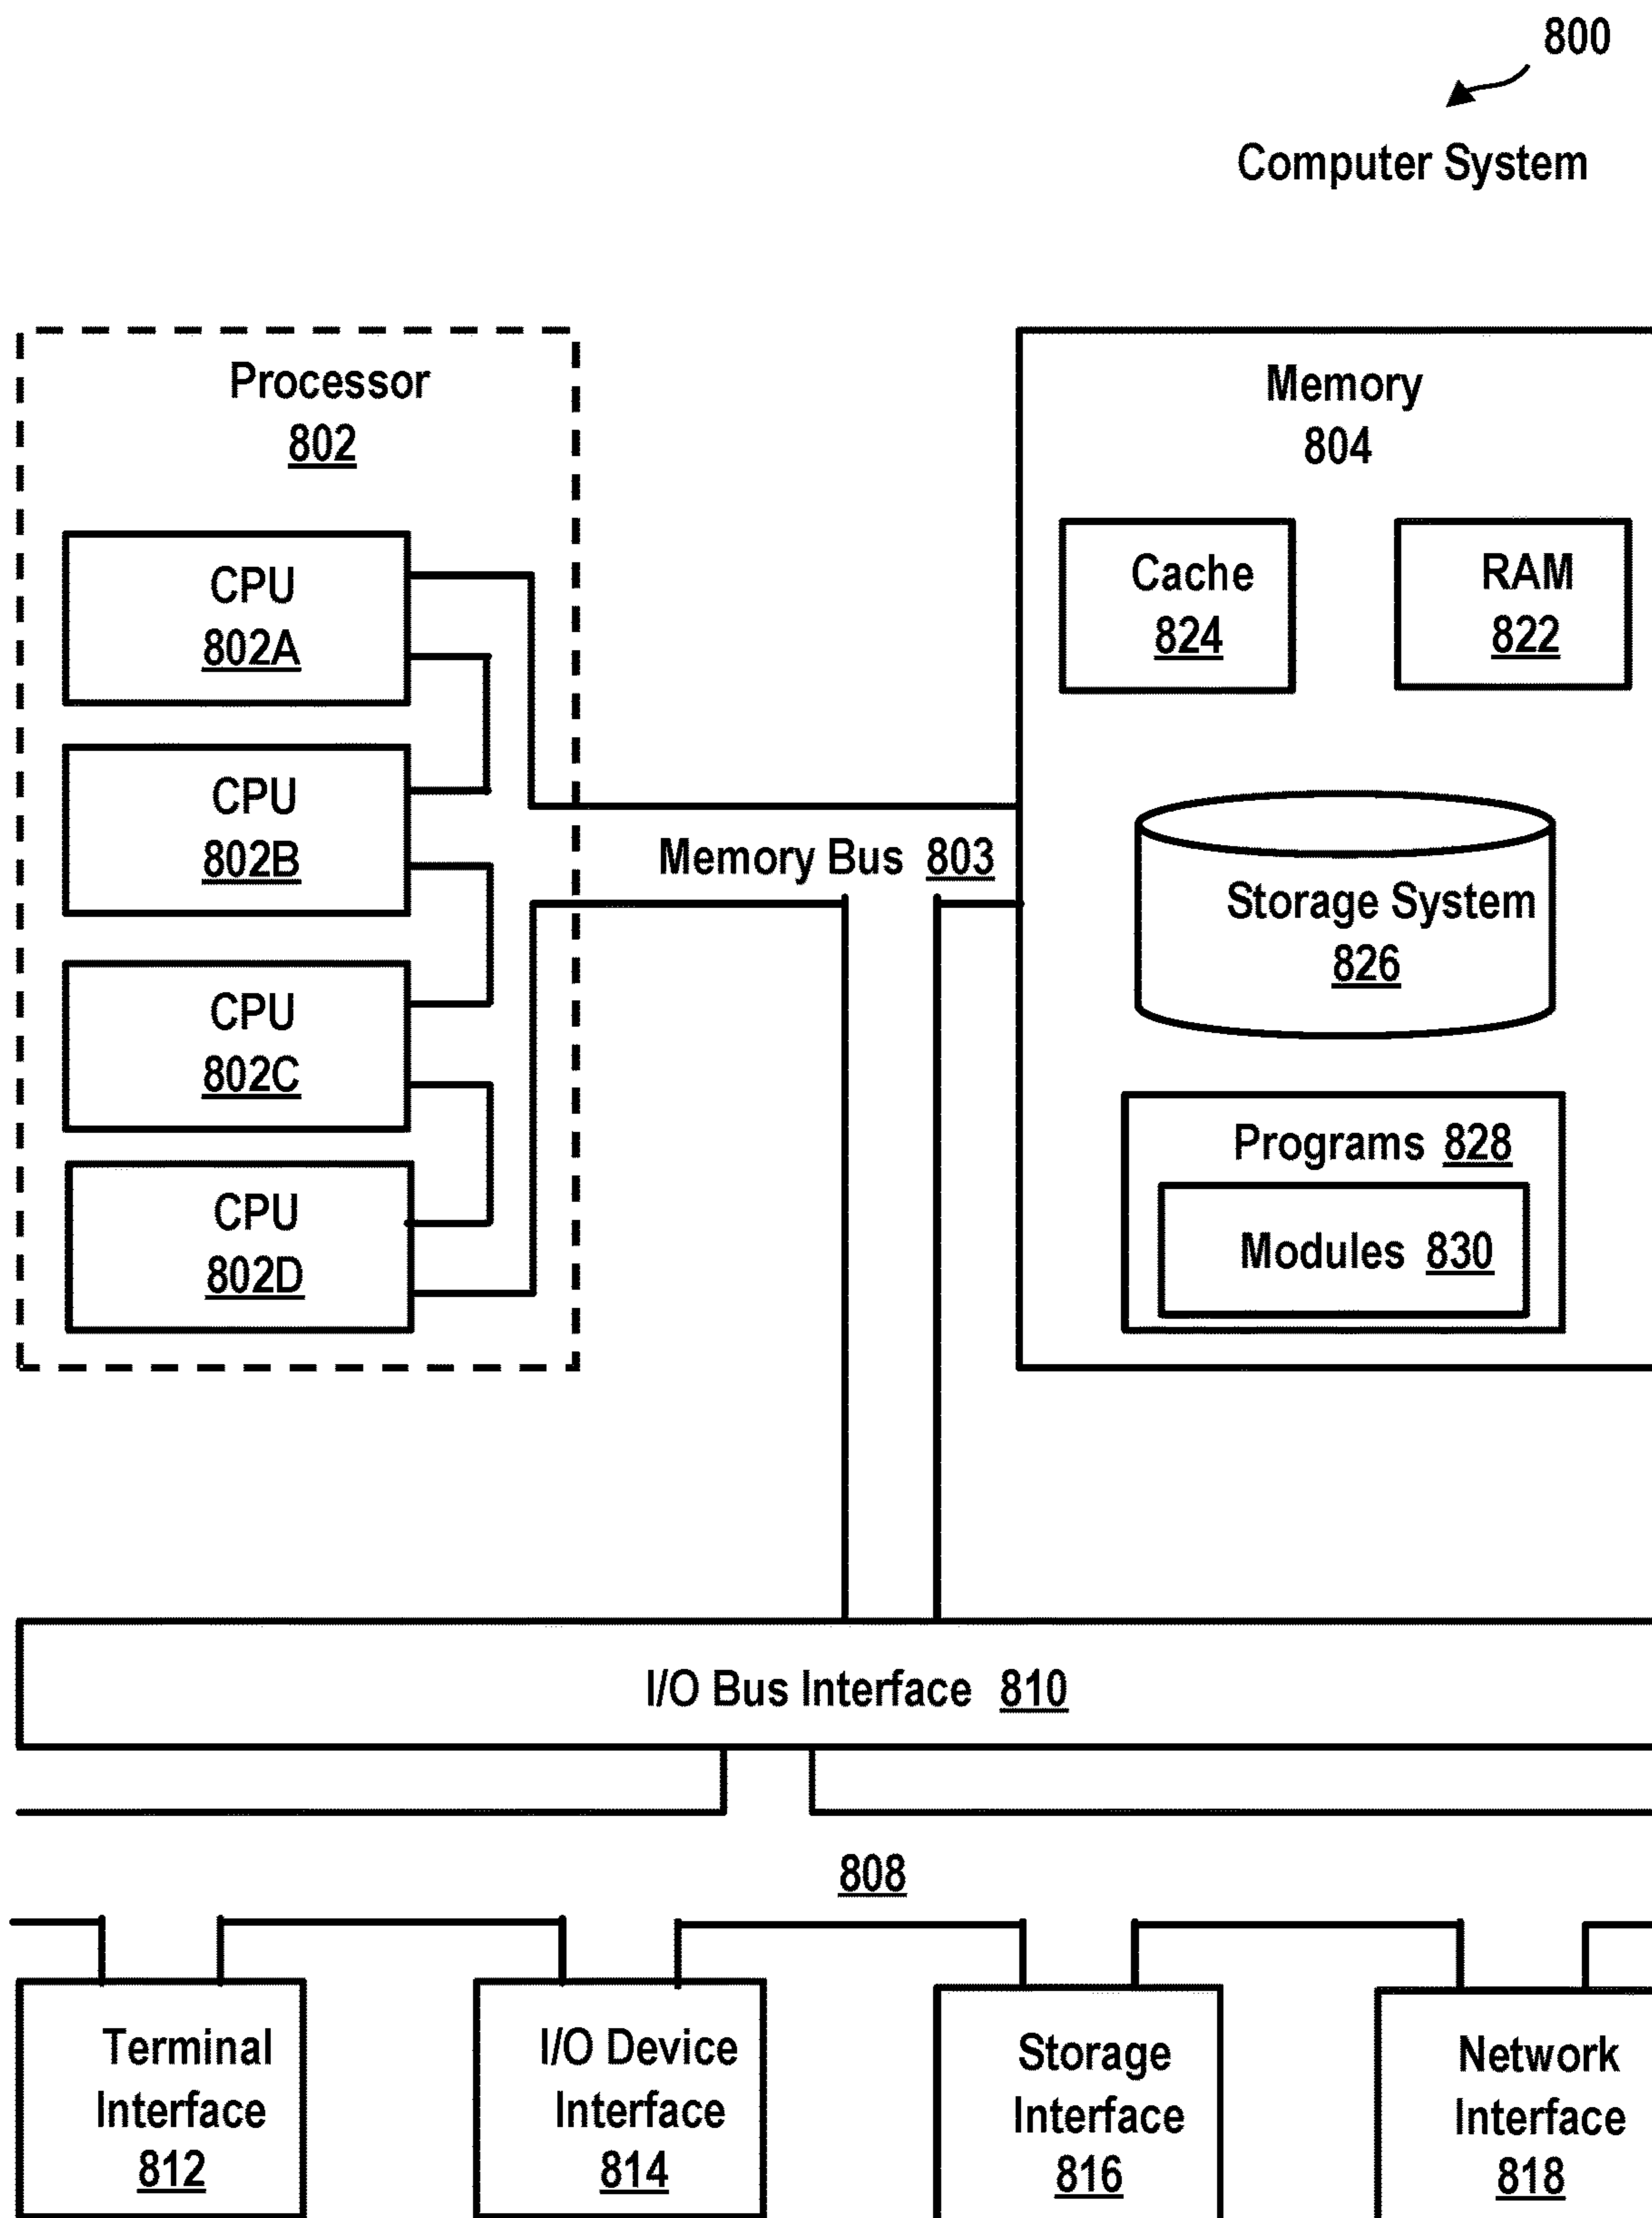 800
Computer System
Processor
802
CPU
802A
CPU
802B
CPU
802C
CPU
802D
Memory Bus 803
Memory
804
Cache
824
RAM
822
Storage System
826
Programs 828
Modules 830
I/O Bus Interface 810
808
Terminal
Interface
812
I/O Device
Interface
814
Storage
Interface
816
Network
Interface
818